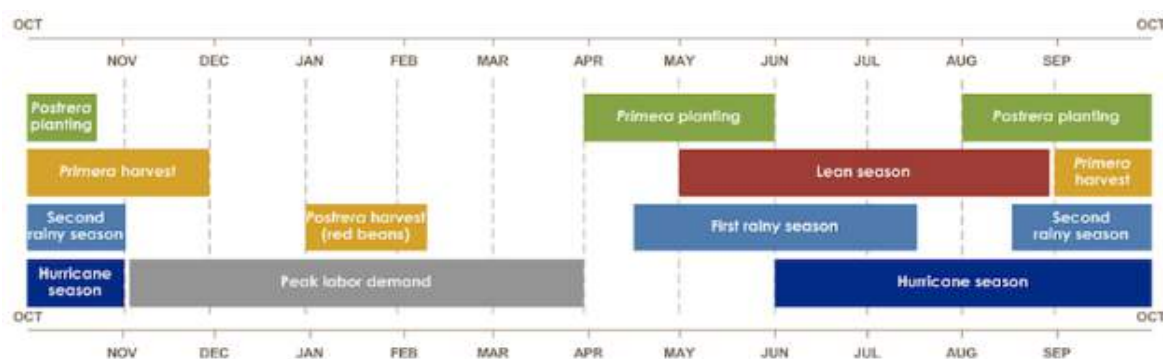 OCT
OCT
NOV
DEC
JAN
FEB
MAR
APR
MAY
JUN
JUL
AUG
SEP
Postrera
planting
Primera planting
Postrera planting
Primera harvest
Lean season
Primera
harvest
Second
rainy season
Postrera harvest
(red beans)
First rainy season
Second
rainy season
Hurricane
season
Peak labor demand
Hurricane season
OCT
OCT
NOV
DEC
JAN
FEB
MAR
APR
MAY
JUN
JUL
AUG
SEP